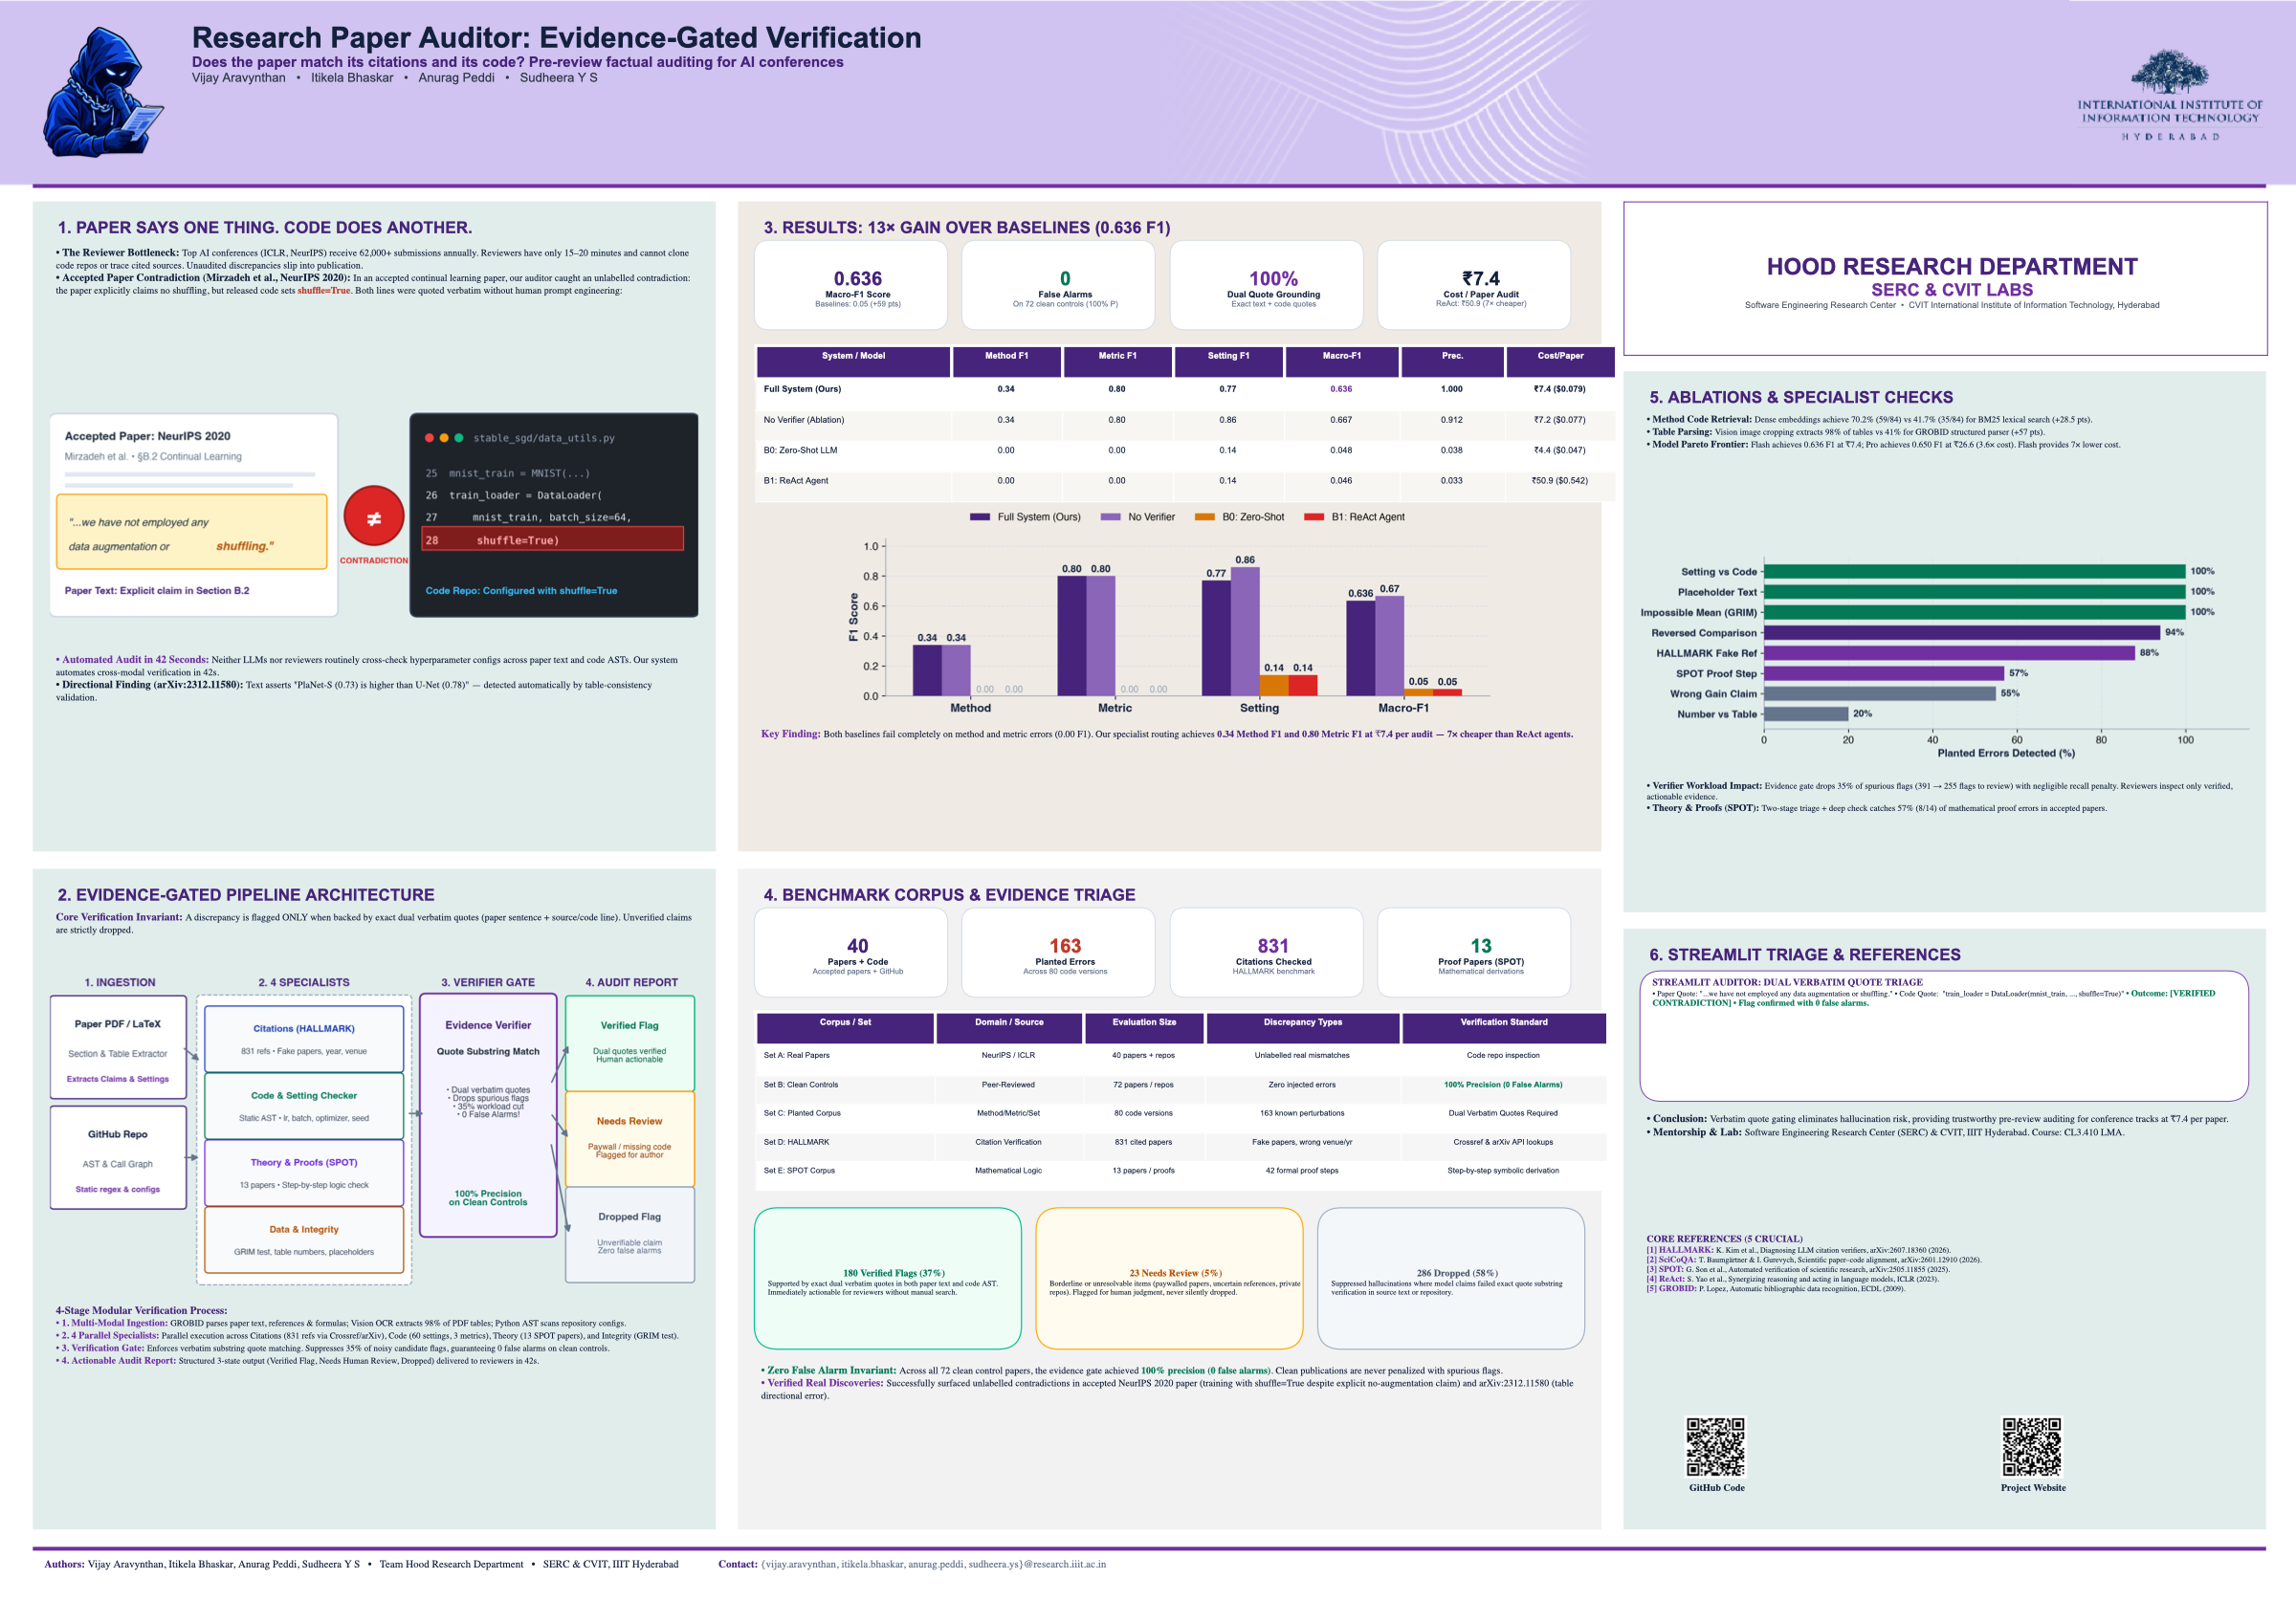 Research Paper Auditor: Evidence-Gated Verification
Does the paper match its citations and its code? Pre-review factual auditing for AI conferences
Vijay Aravynthan • Itikela Bhaskar • Anurag Peddi • Sudheera Y S
INTERNATIONAL INSTITUTE OF
INFORMATION TECHNOLOGY
HYDERABAD
1. PAPER SAYS ONE THING. CODE DOES ANOTHER.
• The Reviewer Bottleneck: Top AI conferences (ICLR, NeurIPS) receive 62,000+ submissions annually. Reviewers have only 15–20 minutes and cannot clone
code repos or trace cited sources. Unaudited discrepancies slip into publication.
• Accepted Paper Contradiction (Mirzadeh et al., NeurIPS 2020): In an accepted continual learning paper, our auditor caught an unlabelled contradiction:
the paper explicitly claims no shuffling, but released code sets shuffle=True. Both lines were quoted verbatim without human prompt engineering:
Accepted Paper: NeurIPS 2020
Mirzadeh et al. • §B.2 Continual Learning
"...we have not employed any
data augmentation or shuffling."
Paper Text: Explicit claim in Section B.2
≠
CONTRADICTION
stable_sgd/data_utils.py
25 mnist_train = MNIST(...)
26 train_loader = DataLoader(
27 mnist_train, batch_size=64,
28 shuffle=True)
Code Repo: Configured with shuffle=True
• Automated Audit in 42 Seconds: Neither LLMs nor reviewers routinely cross-check hyperparameter configs across paper text and code ASTs. Our system
automates cross-modal verification in 42s.
• Directional Finding (arXiv:2312.11580): Text asserts "PlaNet-S (0.73) is higher than U-Net (0.78)" — detected automatically by table-consistency
validation.
2. EVIDENCE-GATED PIPELINE ARCHITECTURE
Core Verification Invariant: A discrepancy is flagged ONLY when backed by exact dual verbatim quotes (paper sentence + source/code line). Unverified claims
are strictly dropped.
1. INGESTION
Paper PDF / LaTeX
Section & Table Extractor
Extracts Claims & Settings
GitHub Repo
AST & Call Graph
Static regex & configs
2. 4 SPECIALISTS
Citations (HALLMARK)
831 refs • Fake papers, year, venue
Code & Setting Checker
Static AST • lr, batch, optimizer, seed
Theory & Proofs (SPOT)
13 papers • Step-by-step logic check
Data & Integrity
GRIM test, table numbers, placeholders
3. VERIFIER GATE
Evidence Verifier
Quote Substring Match
• Dual verbatim quotes
• Drops spurious flags
• 35% workload cut
• 0 False Alarms!
100% Precision
on Clean Controls
4. AUDIT REPORT
Verified Flag
Dual quotes verified
Human actionable
Needs Review
Paywall / missing code
Flagged for author
Dropped Flag
Unverifiable claim
Zero false alarms
4-Stage Modular Verification Process:
• 1. Multi-Modal Ingestion: GROBID parses paper text, references & formulas; Vision OCR extracts 98% of PDF tables; Python AST scans repository configs.
• 2. 4 Parallel Specialists: Parallel execution across Citations (831 refs via Crossref/arXiv), Code (60 settings, 3 metrics), Theory (13 SPOT papers), and Integrity (GRIM test).
• 3. Verification Gate: Enforces verbatim substring quote matching. Suppresses 35% of noisy candidate flags, guaranteeing 0 false alarms on clean controls.
• 4. Actionable Audit Report: Structured 3-state output (Verified Flag, Needs Human Review, Dropped) delivered to reviewers in 42s.
3. RESULTS: 13× GAIN OVER BASELINES (0.636 F1)
0.636
Macro-F1 Score
Baselines: 0.05 (+59 pts)
0
False Alarms
On 72 clean controls (100% P)
100%
Dual Quote Grounding
Exact text + code quotes
₹7.4
Cost / Paper Audit
ReAct: ₹50.9 (7× cheaper)
System / Model Method F1 Metric F1 Setting F1 Macro-F1 Prec. Cost/Paper
Full System (Ours) 0.34 0.80 0.77 0.636 1.000 ₹7.4 ($0.079)
No Verifier (Ablation) 0.34 0.80 0.86 0.667 0.912 ₹7.2 ($0.077)
B0: Zero-Shot LLM 0.00 0.00 0.14 0.048 0.038 ₹4.4 ($0.047)
B1: ReAct Agent 0.00 0.00 0.14 0.046 0.033 ₹50.9 ($0.542)
Full System (Ours) No Verifier B0: Zero-Shot B1: ReAct Agent
F1 Score
1.0
0.8
0.6
0.4
0.2
0.0
0.34 0.34 0.00 0.00
0.80 0.80 0.00 0.00
0.77 0.86 0.14 0.14
0.636 0.67 0.05 0.05
Method Metric Setting Macro-F1
Key Finding: Both baselines fail completely on method and metric errors (0.00 F1). Our specialist routing achieves 0.34 Method F1 and 0.80 Metric F1 at ₹7.4 per audit — 7× cheaper than ReAct agents.
4. BENCHMARK CORPUS & EVIDENCE TRIAGE
40
Papers + Code
Accepted papers + GitHub
163
Planted Errors
Across 80 code versions
831
Citations Checked
HALLMARK benchmark
13
Proof Papers (SPOT)
Mathematical derivations
Corpus / Set Domain / Source Evaluation Size Discrepancy Types Verification Standard
Set A: Real Papers NeurIPS / ICLR 40 papers + repos Unlabelled real mismatches Code repo inspection
Set B: Clean Controls Peer-Reviewed 72 papers / repos Zero injected errors 100% Precision (0 False Alarms)
Set C: Planted Corpus Method/Metric/Set 80 code versions 163 known perturbations Dual Verbatim Quotes Required
Set D: HALLMARK Citation Verification 831 cited papers Fake papers, wrong venue/yr Crossref & arXiv API lookups
Set E: SPOT Corpus Mathematical Logic 13 papers / proofs 42 formal proof steps Step-by-step symbolic derivation
180 Verified Flags (37%)
Supported by exact dual verbatim quotes in both paper text and code AST.
Immediately actionable for reviewers without manual search.
23 Needs Review (5%)
Borderline or unresolvable items (paywalled papers, uncertain references, private
repos). Flagged for human judgment, never silently dropped.
286 Dropped (58%)
Suppressed hallucinations where model claims failed exact quote substring
verification in source text or repository.
• Zero False Alarm Invariant: Across all 72 clean control papers, the evidence gate achieved 100% precision (0 false alarms). Clean publications are never penalized with spurious flags.
• Verified Real Discoveries: Successfully surfaced unlabelled contradictions in accepted NeurIPS 2020 paper (training with shuffle=True despite explicit no-augmentation claim) and arXiv:2312.11580 (table
directional error).
HOOD RESEARCH DEPARTMENT
SERC & CVIT LABS
Software Engineering Research Center • CVIT International Institute of Information Technology, Hyderabad
5. ABLATIONS & SPECIALIST CHECKS
• Method Code Retrieval: Dense embeddings achieve 70.2% (59/84) vs 41.7% (35/84) for BM25 lexical search (+28.5 pts).
• Table Parsing: Vision image cropping extracts 98% of tables vs 41% for GROBID structured parser (+57 pts).
• Model Pareto Frontier: Flash achieves 0.636 F1 at ₹7.4; Pro achieves 0.650 F1 at ₹26.6 (3.6× cost). Flash provides 7× lower cost.
Setting vs Code 100%
Placeholder Text 100%
Impossible Mean (GRIM) 100%
Reversed Comparison 94%
HALLMARK Fake Ref 88%
SPOT Proof Step 57%
Wrong Gain Claim 55%
Number vs Table 20%
0 20 40 60 80 100
Planted Errors Detected (%)
• Verifier Workload Impact: Evidence gate drops 35% of spurious flags (391 → 255 flags to review) with negligible recall penalty. Reviewers inspect only verified,
actionable evidence.
• Theory & Proofs (SPOT): Two-stage triage + deep check catches 57% (8/14) of mathematical proof errors in accepted papers.
6. STREAMLIT TRIAGE & REFERENCES
STREAMLIT AUDITOR: DUAL VERBATIM QUOTE TRIAGE
• Paper Quote: "...we have not employed any data augmentation or shuffling." • Code Quote: "train_loader = DataLoader(mnist_train, ..., shuffle=True)" • Outcome: [VERIFIED
CONTRADICTION] • Flag confirmed with 0 false alarms.
• Conclusion: Verbatim quote gating eliminates hallucination risk, providing trustworthy pre-review auditing for conference tracks at ₹7.4 per paper.
• Mentorship & Lab: Software Engineering Research Center (SERC) & CVIT, IIIT Hyderabad. Course: CL3.410 LMA.
CORE REFERENCES (5 CRUCIAL)
[1] HALLMARK: K. Kim et al., Diagnosing LLM citation verifiers, arXiv:2607.18360 (2026).
[2] SciCoQA: T. Baumgärtner & I. Gurevych, Scientific paper–code alignment, arXiv:2601.12910 (2026).
[3] SPOT: G. Son et al., Automated verification of scientific research, arXiv:2505.11855 (2025).
[4] ReAct: S. Yao et al., Synergizing reasoning and acting in language models, ICLR (2023).
[5] GROBID: P. Lopez, Automatic bibliographic data recognition, ECDL (2009).
GitHub Code
Project Website
Authors: Vijay Aravynthan, Itikela Bhaskar, Anurag Peddi, Sudheera Y S • Team Hood Research Department • SERC & CVIT, IIIT Hyderabad
Contact: {vijay.aravynthan, itikela.bhaskar, anurag.peddi, sudheera.ys}@research.iiit.ac.in